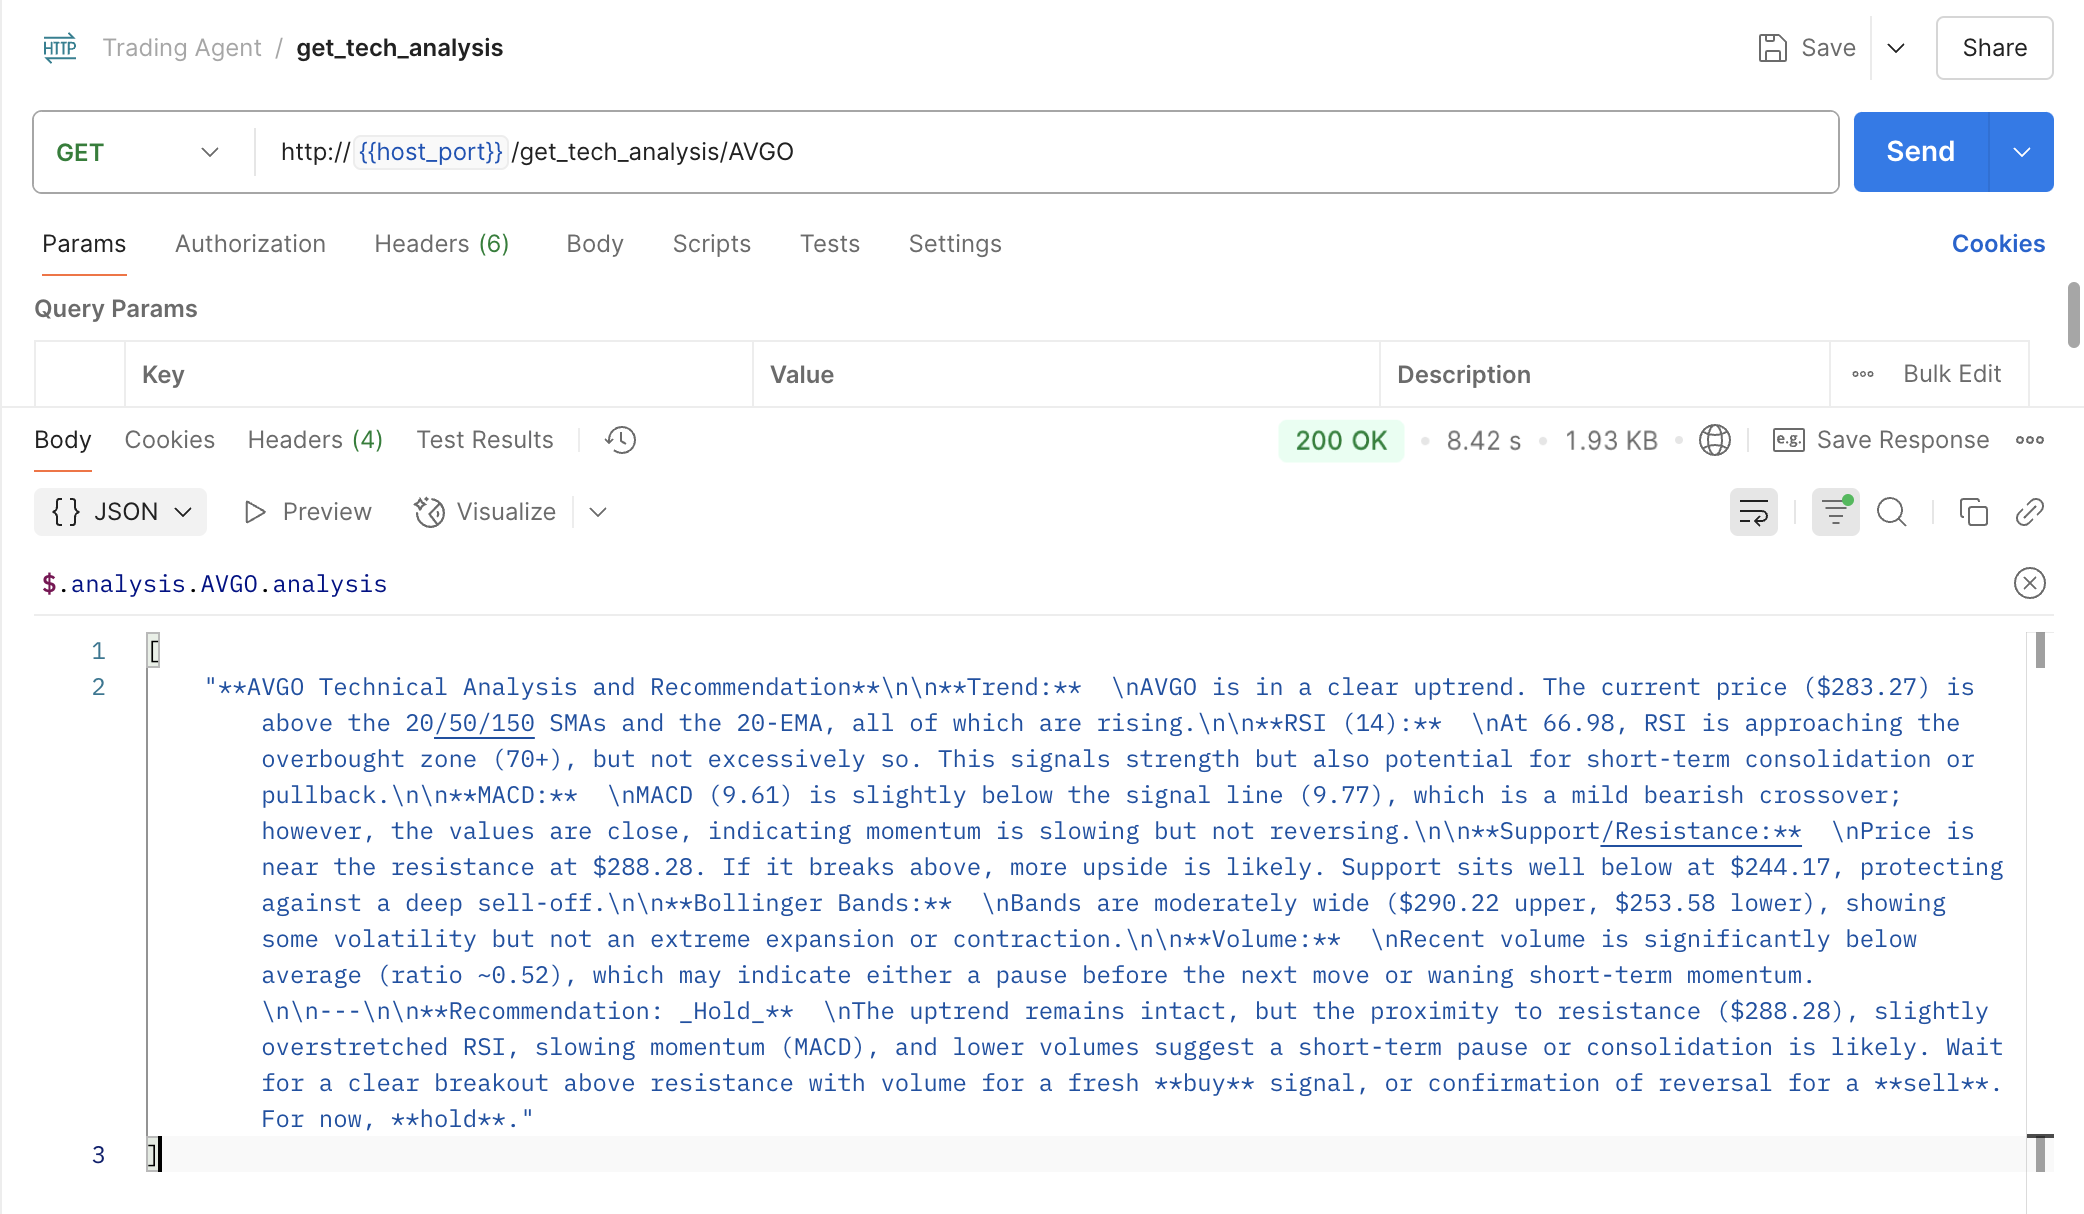 HTTP Trading Agent / get_tech_analysis Save Share
GET http://{{host_port}}/get_tech_analysis/AVGO Send
Params Authorization Headers (6) Body Scripts Tests Settings Cookies
Query Params
Key Value Description Bulk Edit
Body Cookies Headers (4) Test Results 200 OK 8.42 s 1.93 KB e.g. Save Response
{} JSON Preview Visualize
$.analysis.AVGO.analysis
1 [
2 "**AVGO Technical Analysis and Recommendation**\n\n**Trend:**  \nAVGO is in a clear uptrend. The current price ($283.27) is
above the 20/50/150 SMAs and the 20-EMA, all of which are rising.\n\n**RSI (14):**  \nAt 66.98, RSI is approaching the
overbought zone (70+), but not excessively so. This signals strength but also potential for short-term consolidation or
pullback.\n\n**MACD:**  \nMACD (9.61) is slightly below the signal line (9.77), which is a mild bearish crossover;
however, the values are close, indicating momentum is slowing but not reversing.\n\n**Support/Resistance:**  \nPrice is
near the resistance at $288.28. If it breaks above, more upside is likely. Support sits well below at $244.17, protecting
against a deep sell-off.\n\n**Bollinger Bands:**  \nBands are moderately wide ($290.22 upper, $253.58 lower), showing
some volatility but not an extreme expansion or contraction.\n\n**Volume:**  \nRecent volume is significantly below
average (ratio ~0.52), which may indicate either a pause before the next move or waning short-term momentum.
\n\n---\n\n**Recommendation: _Hold_**  \nThe uptrend remains intact, but the proximity to resistance ($288.28), slightly
overstretched RSI, slowing momentum (MACD), and lower volumes suggest a short-term pause or consolidation is likely. Wait
for a clear breakout above resistance with volume for a fresh **buy** signal, or confirmation of reversal for a **sell**.
For now, **hold**."
3 ]